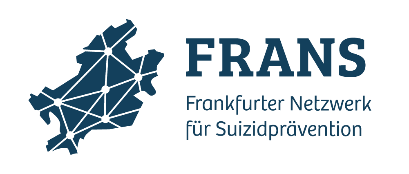 FRANS
Frankfurter Netzwerk
für Suizidprävention